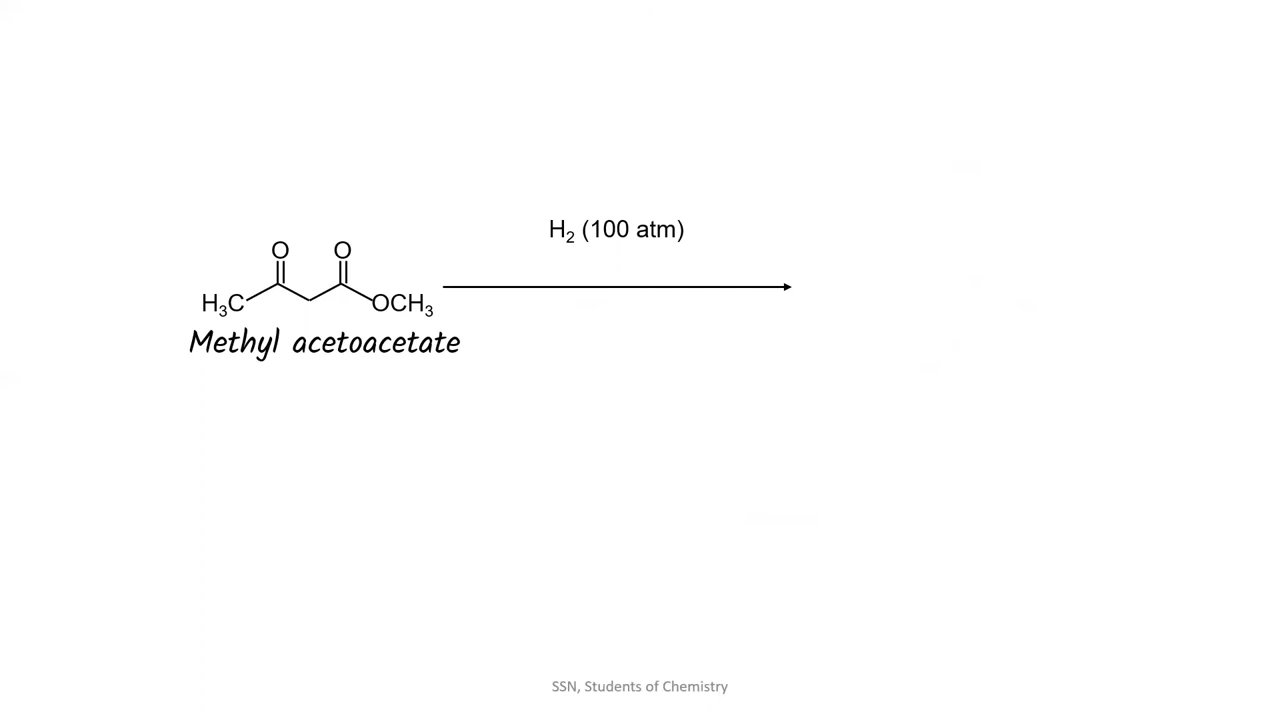 H₂ (100 atm)
O O
H₃C OCH₃
Methyl acetoacetate
SSN, Students of Chemistry